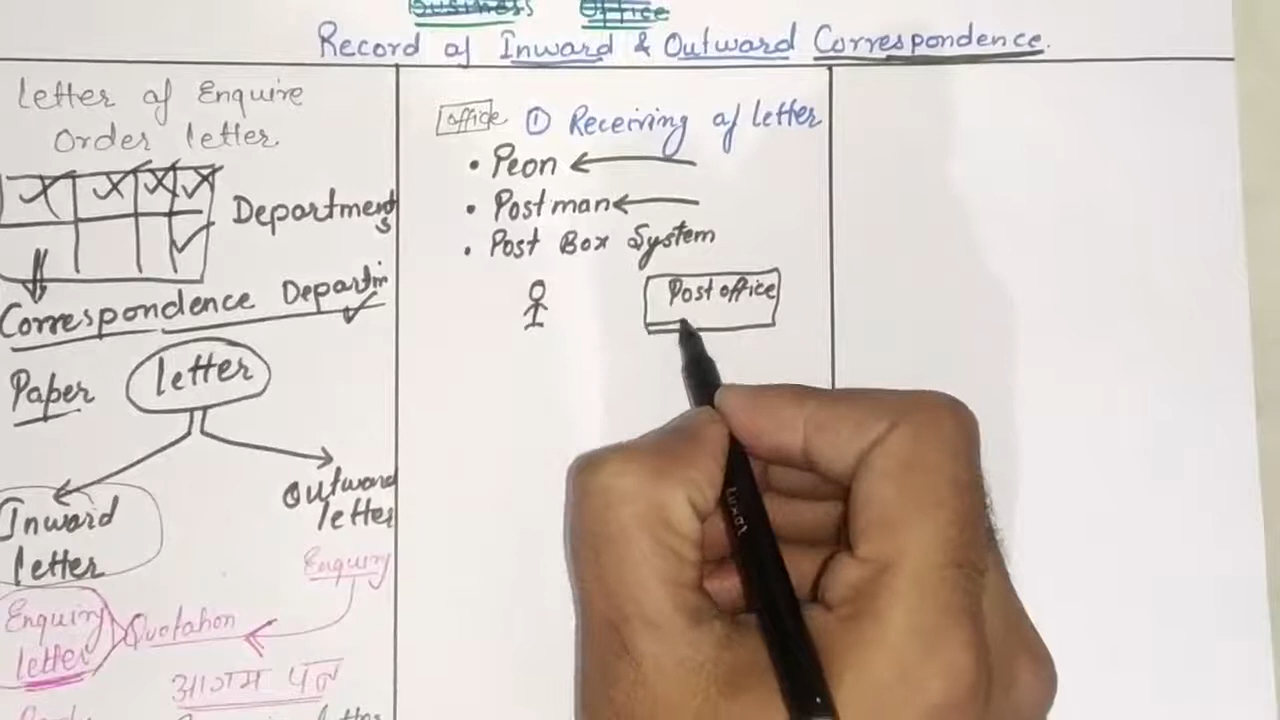 Business Office
Record of Inward & Outward Correspondence.
Letter of Enquire
Order letter
Departments
Correspondence Departm
Paper
letter
Inward
letter
Outward
letter
Enquiry
Enquiry
letter
Quotation
आगम पत्र
Office ① Receiving of letter
• Peon
• Postman
• Post Box System
Post office
Luxor